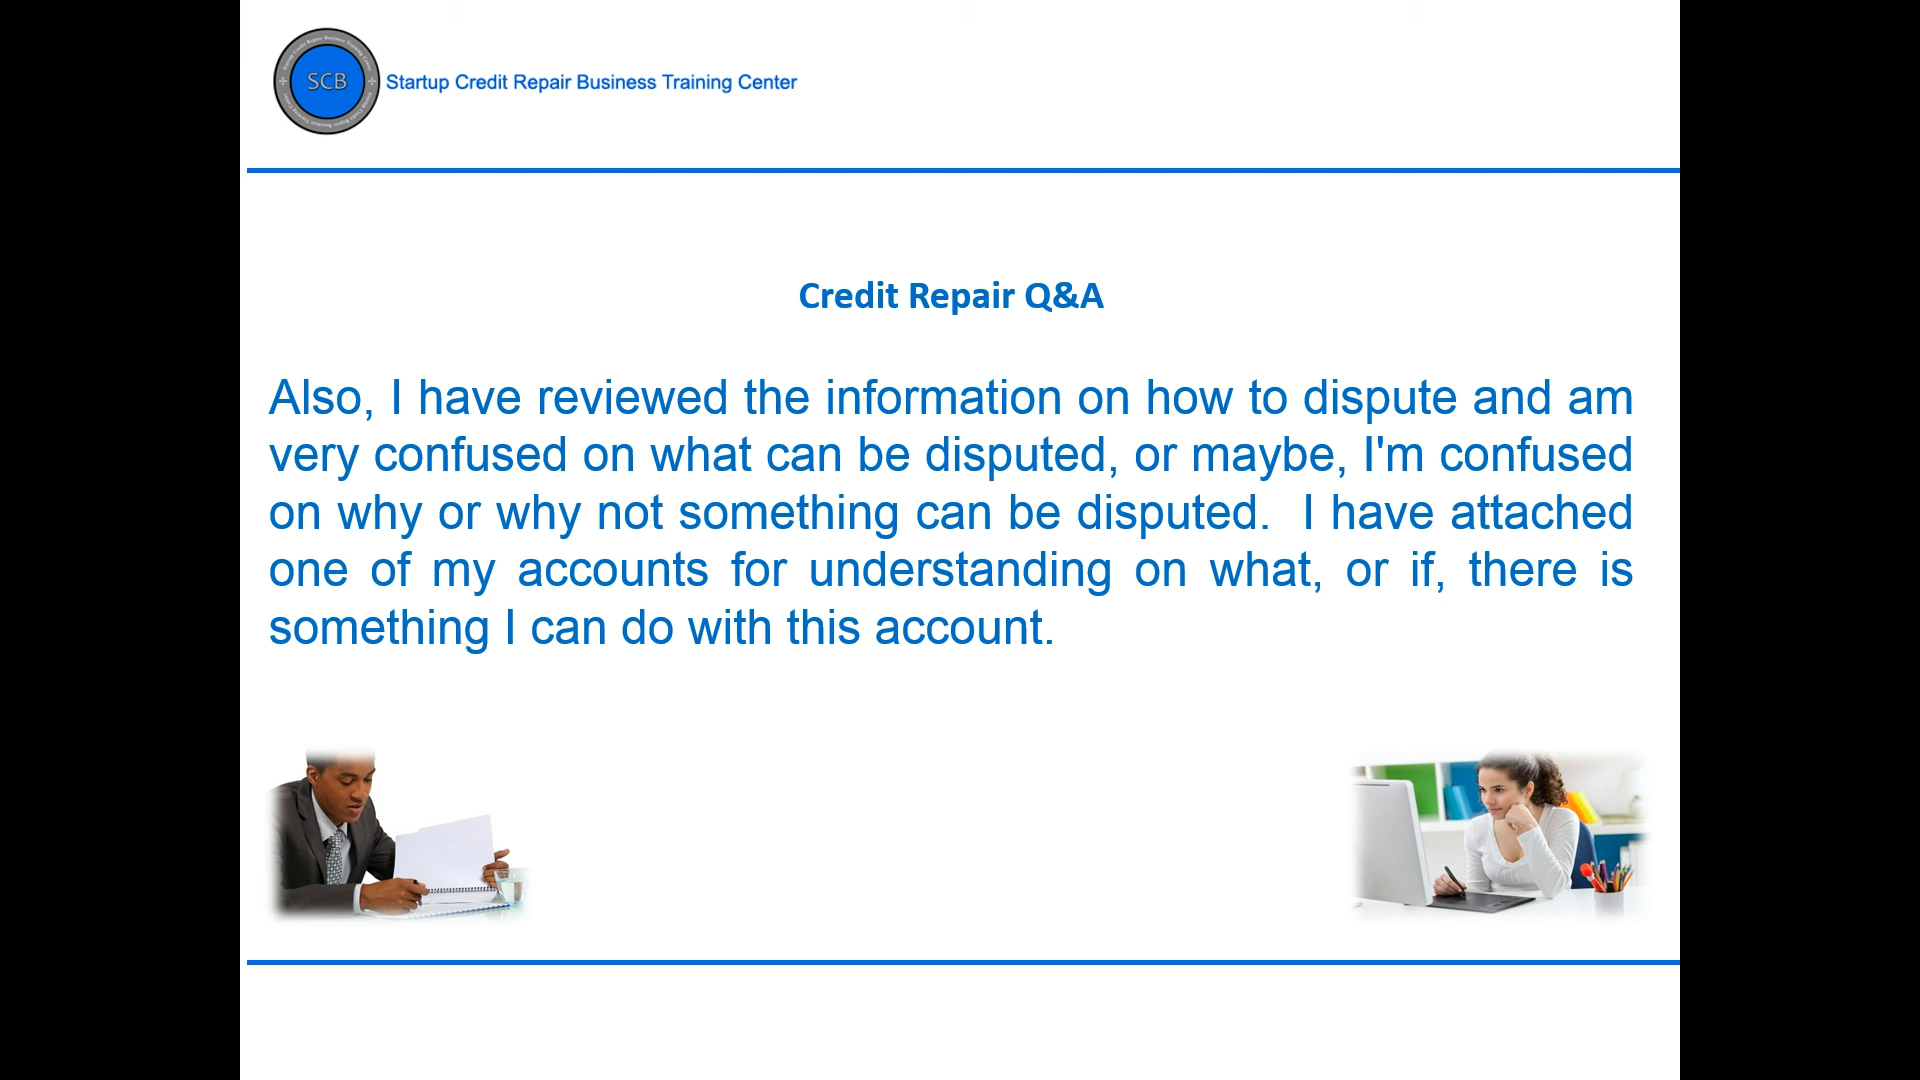 SCB
Startup Credit Repair Business Training Center
Credit Repair Q&A
Also, I have reviewed the information on how to dispute and am
very confused on what can be disputed, or maybe, I'm confused
on why or why not something can be disputed.  I have attached
one of my accounts for understanding on what, or if, there is
something I can do with this account.